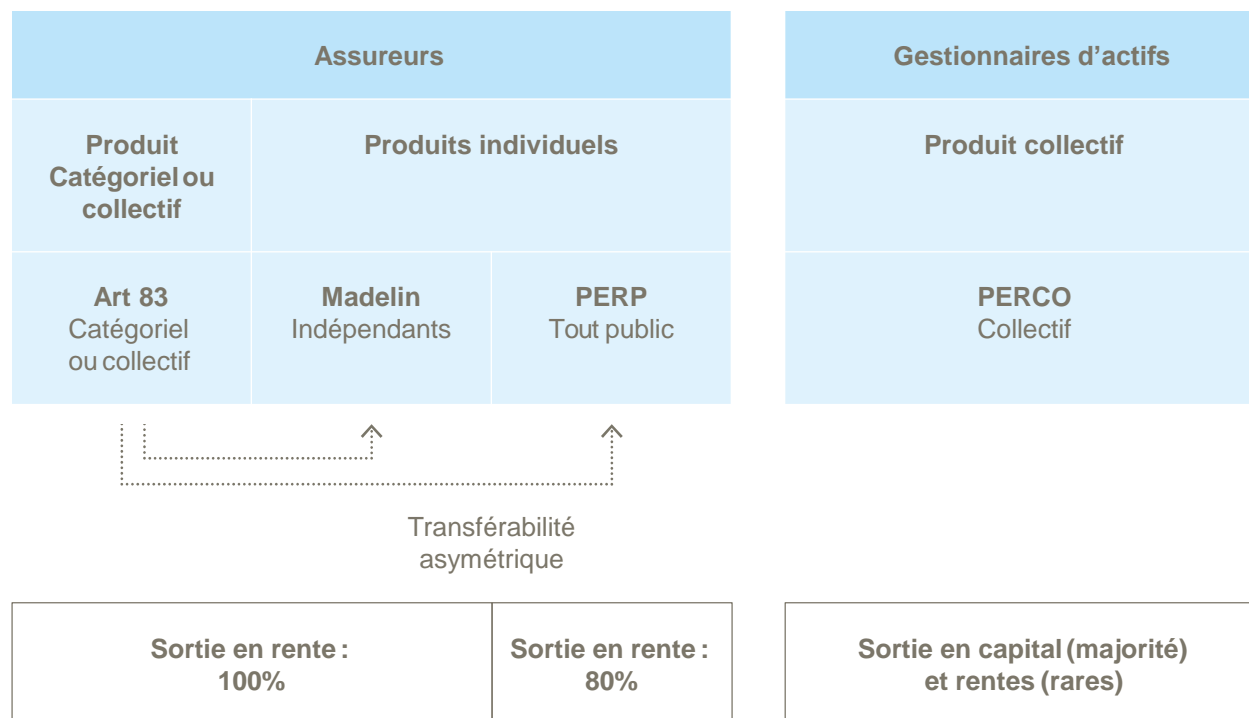 Assureurs
Gestionnaires d’actifs
Produit
Catégoriel ou
collectif
Produits individuels
Produit collectif
Art 83
Catégoriel
ou collectif
Madelin
Indépendants
PERP
Tout public
PERCO
Collectif
Transférabilité
asymétrique
Sortie en rente :
100%
Sortie en rente :
80%
Sortie en capital (majorité)
et rentes (rares)